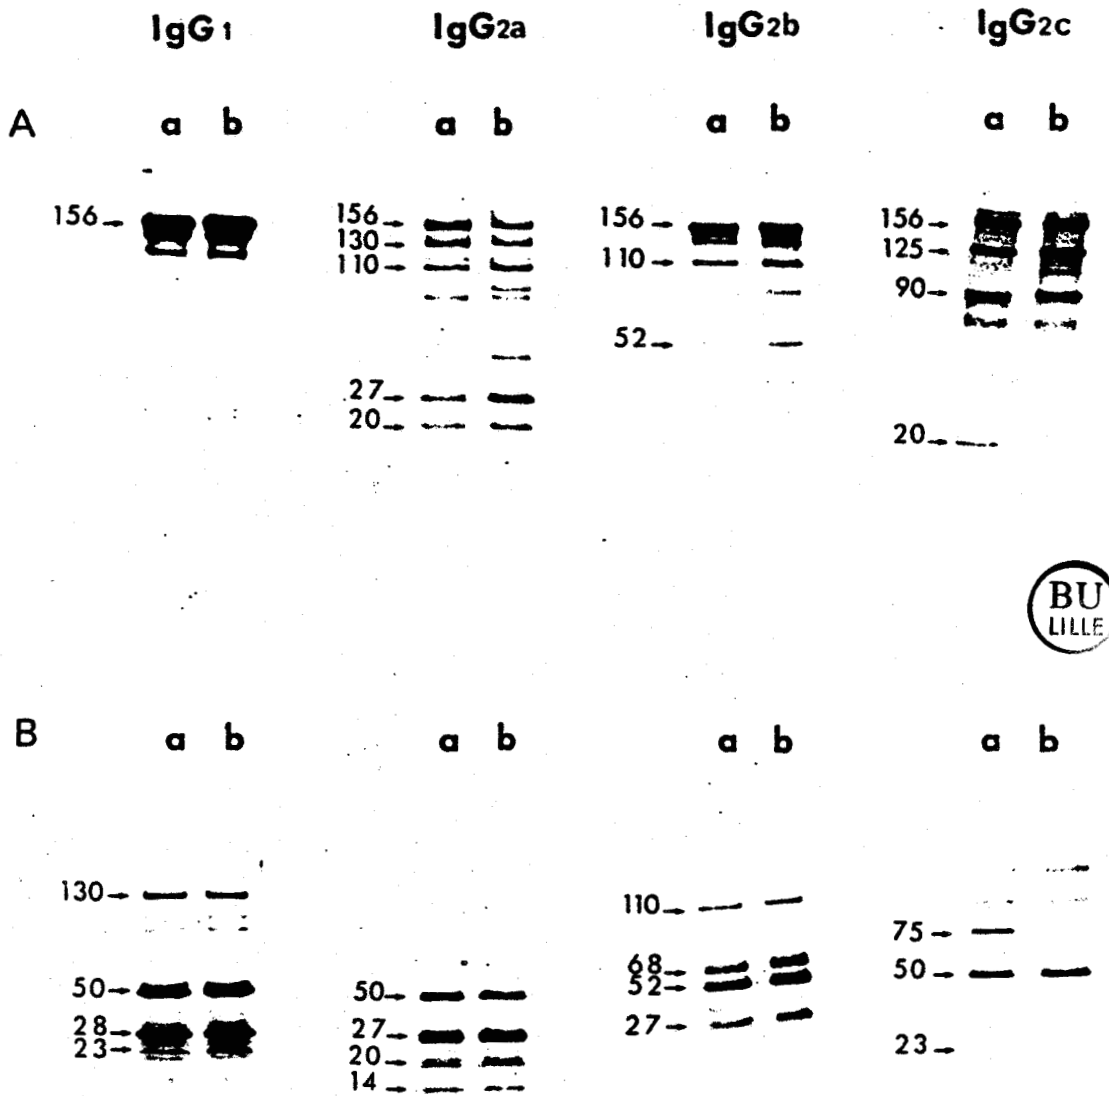 IgG1 IgG2a IgG2b IgG2c
A a b a b a b a b
156 156 156 156
130 110 125
110 52 90
27 20
20
BU
LILLE
B a b a b a b a b
130 50 110 75
50 27 68 50
28 20 52 23
23 14 27